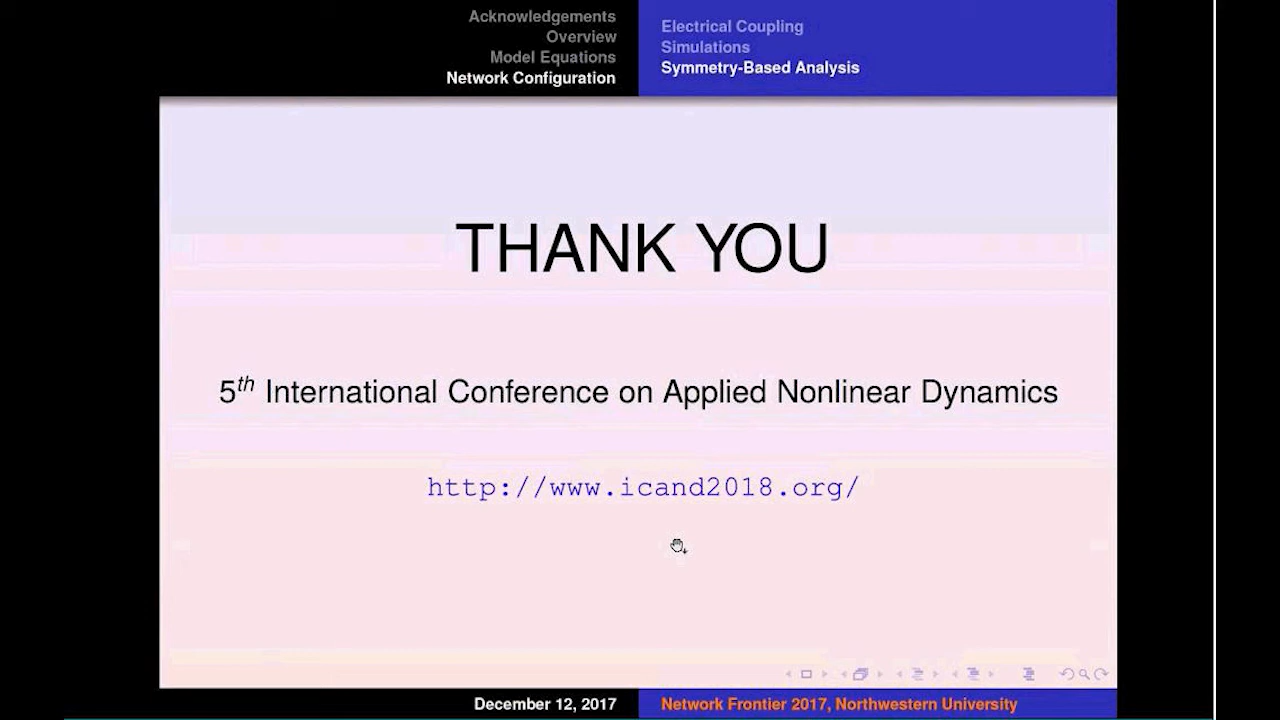 Acknowledgements
Overview
Model Equations
Network Configuration
Electrical Coupling
Simulations
Symmetry-Based Analysis
THANK YOU
5th International Conference on Applied Nonlinear Dynamics
http://www.icand2018.org/
December 12, 2017
Network Frontier 2017, Northwestern University